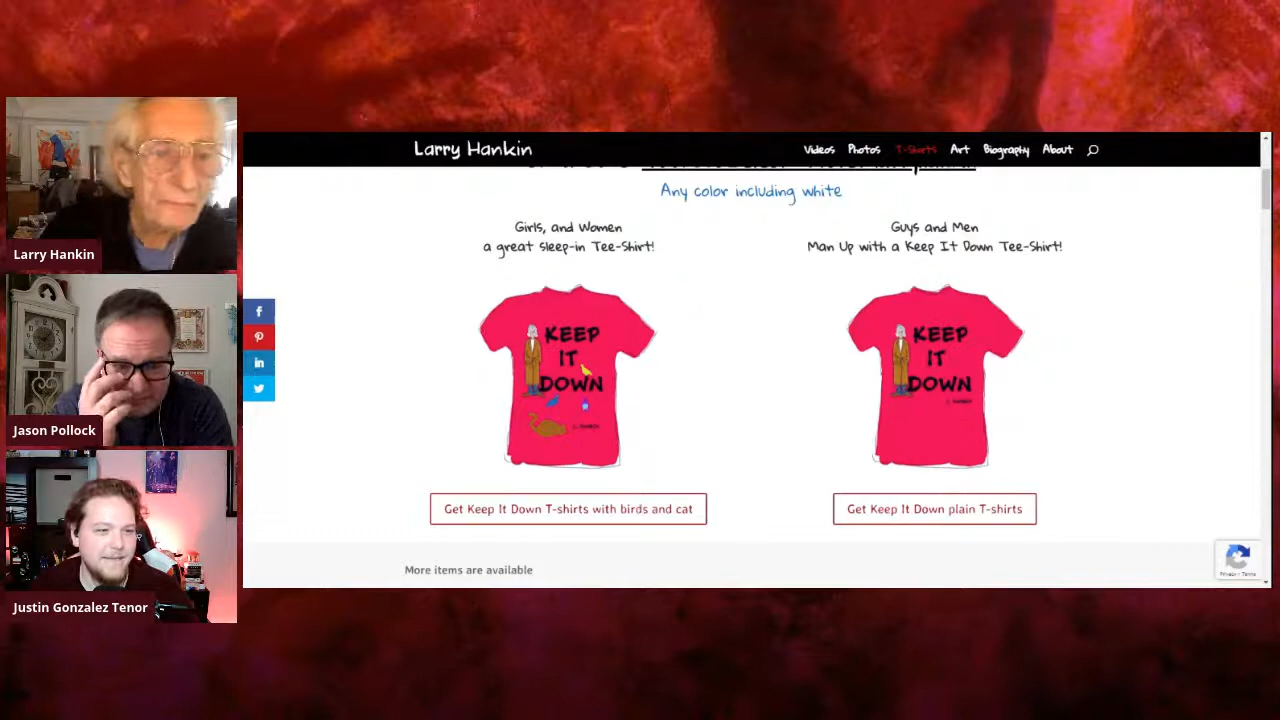 Larry Hankin
Jason Pollock
Justin Gonzalez Tenor
Larry Hankin
Videos Photos T-Shirts Art Biography About
Any color including white
Girls, and Women
a great sleep-in Tee-Shirt!
Guys and Men
Man Up with a Keep It Down Tee-Shirt!
KEEP
IT
DOWN
KEEP
IT
DOWN
Get Keep It Down T-shirts with birds and cat
Get Keep It Down plain T-shirts
More items are available
Privacy - Terms